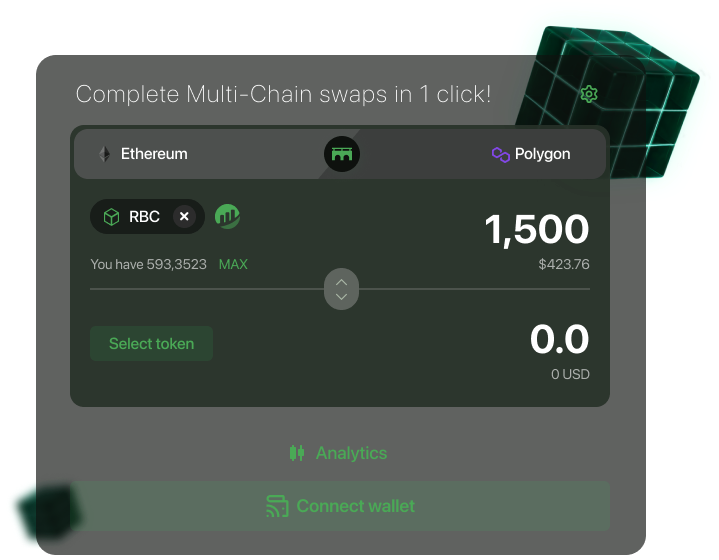 Complete Multi-Chain swaps in 1 click!
Ethereum
Polygon
RBC
1,500
You have 593,3523 MAX
$423.76
Select token
0.0
0 USD
Analytics
Connect wallet